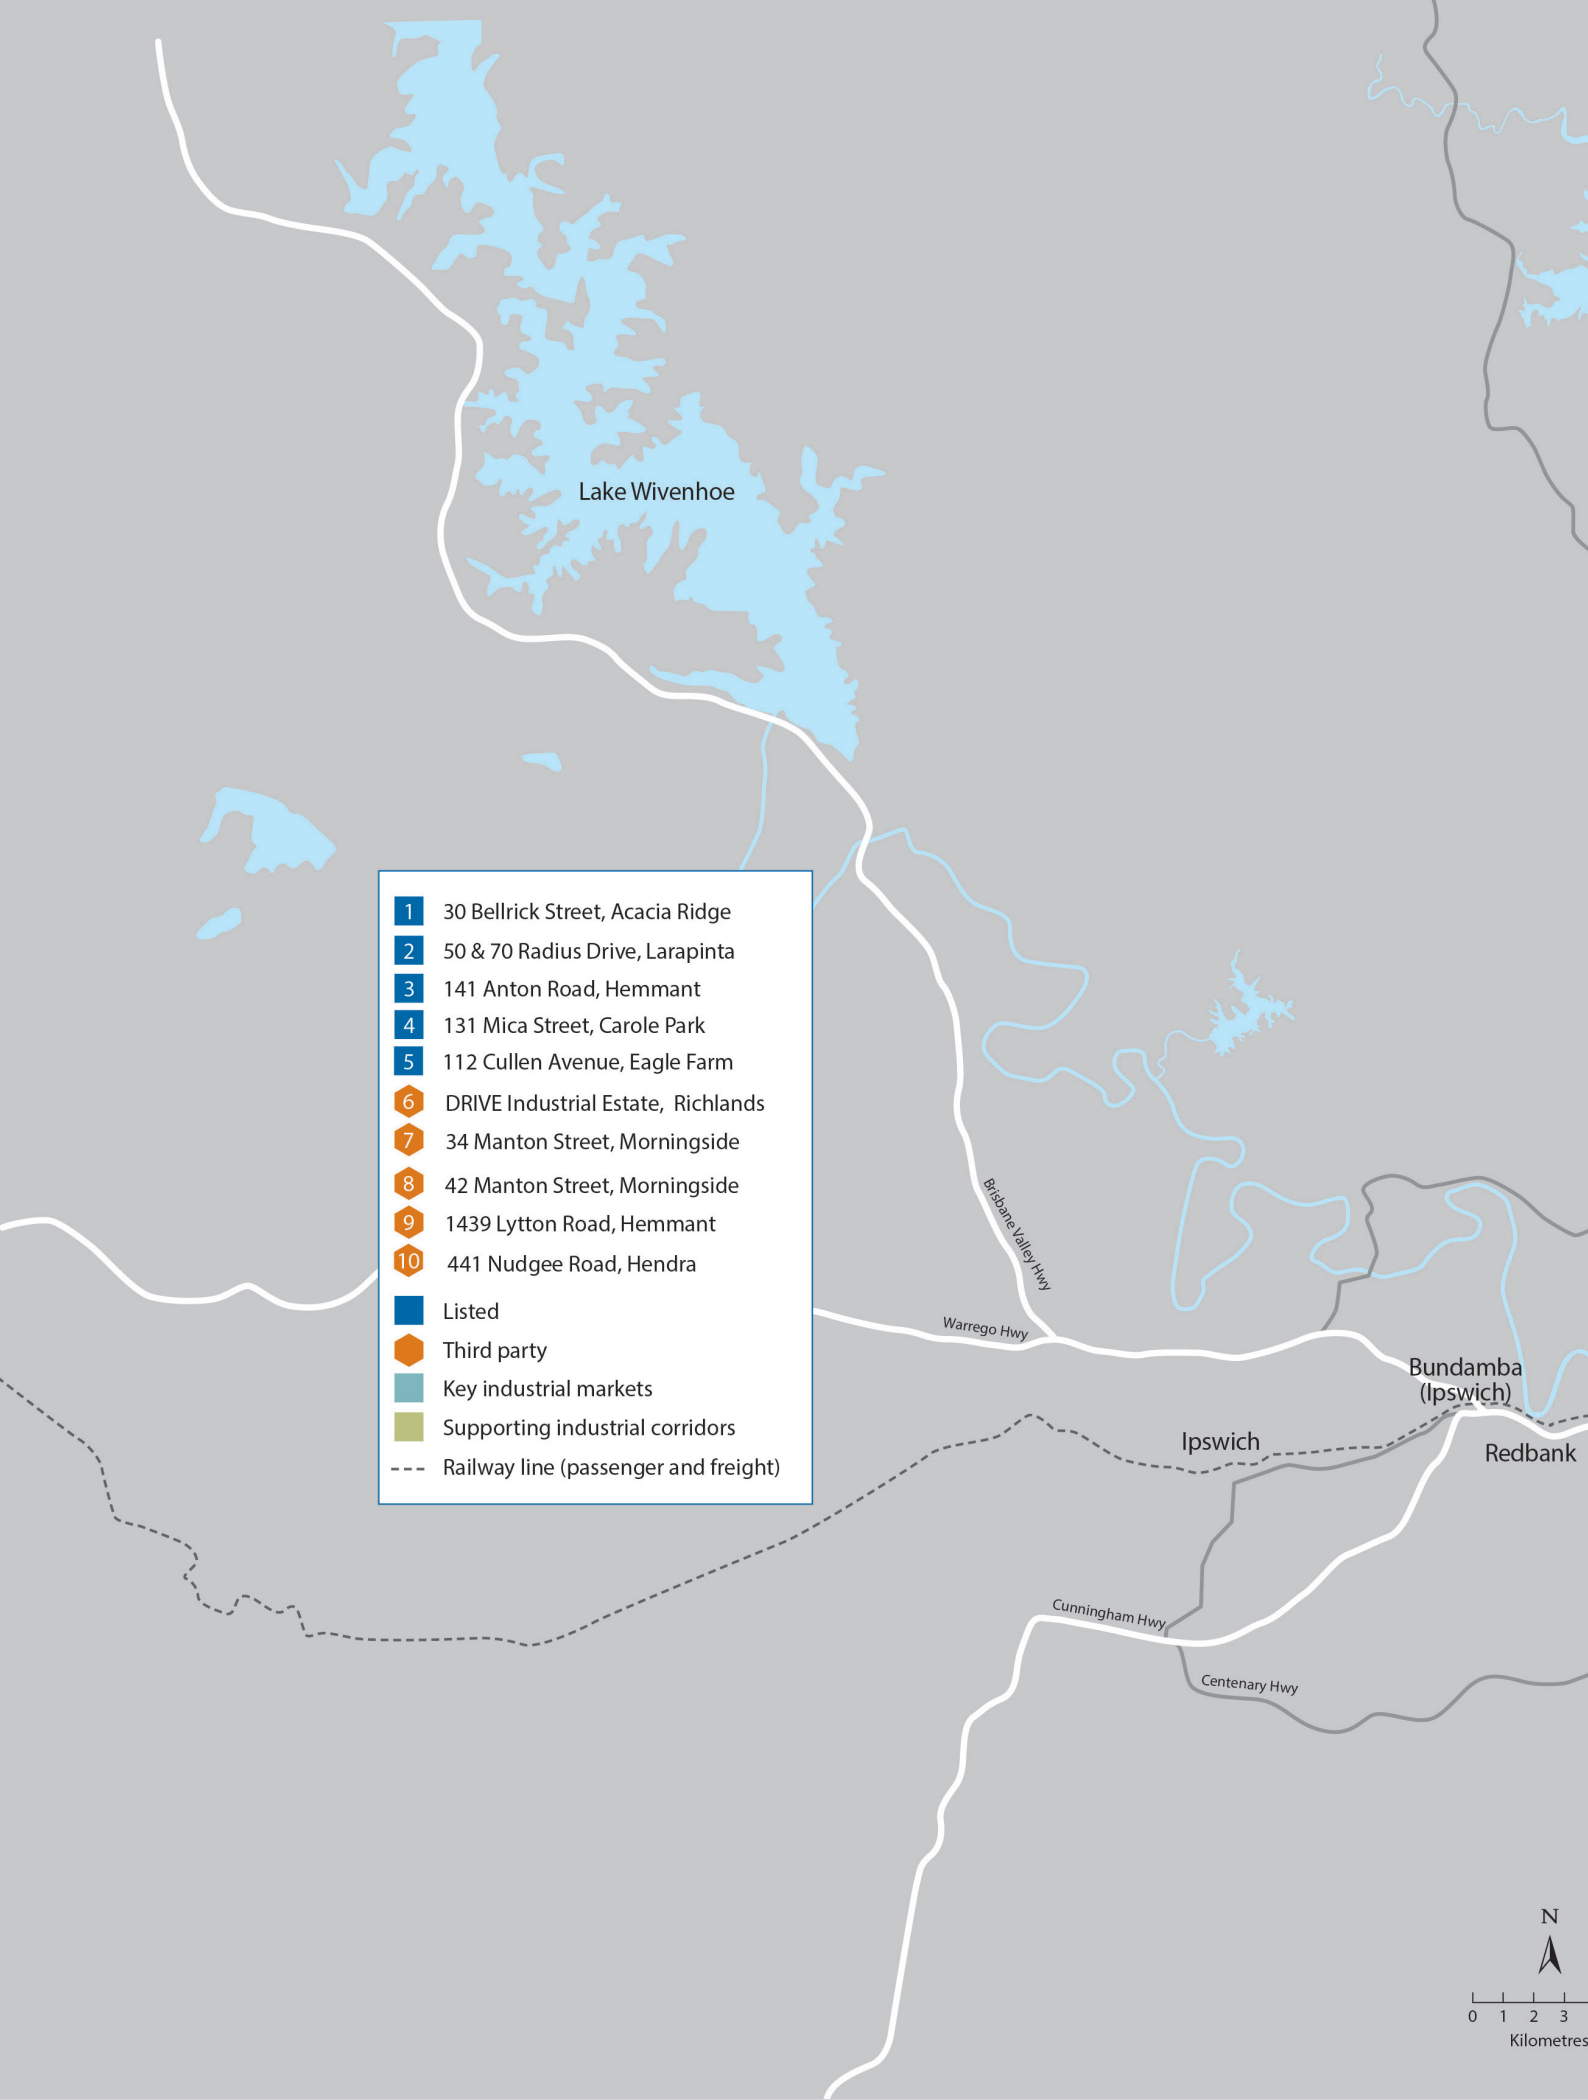 Lake Wivenhoe
1 30 Bellrick Street, Acacia Ridge
2 50 & 70 Radius Drive, Larapinta
3 141 Anton Road, Hemmant
4 131 Mica Street, Carole Park
5 112 Cullen Avenue, Eagle Farm
6 DRIVE Industrial Estate, Richlands
7 34 Manton Street, Morningside
8 42 Manton Street, Morningside
9 1439 Lytton Road, Hemmant
10 441 Nudgee Road, Hendra
Listed
Third party
Key industrial markets
Supporting industrial corridors
Railway line (passenger and freight)
Brisbane Valley Hwy
Warrego Hwy
Bundamba
(Ipswich)
Ipswich
Redbank
Cunningham Hwy
Centenary Hwy
N
0 1 2 3
Kilometres